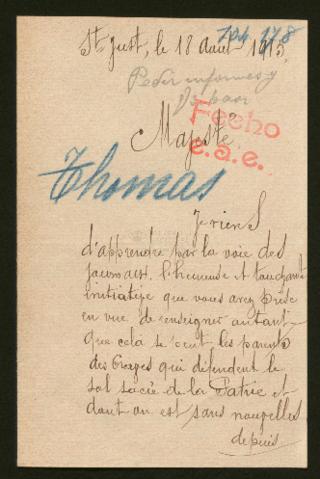 704.178
St Just, le 18 Août 1915,
Pedir informes y
Fecho
e.a.e.
Majesté
Thomas
Je viens
d'apprendre par la voie des
journaux, l'heureuse et touchante
initiative que vous avez prise
en vue de renseigner autant
que cela se peut les parents
des braves qui défendent le
sol sacré de la Patrie et
dont on est sans nouvelles
depuis